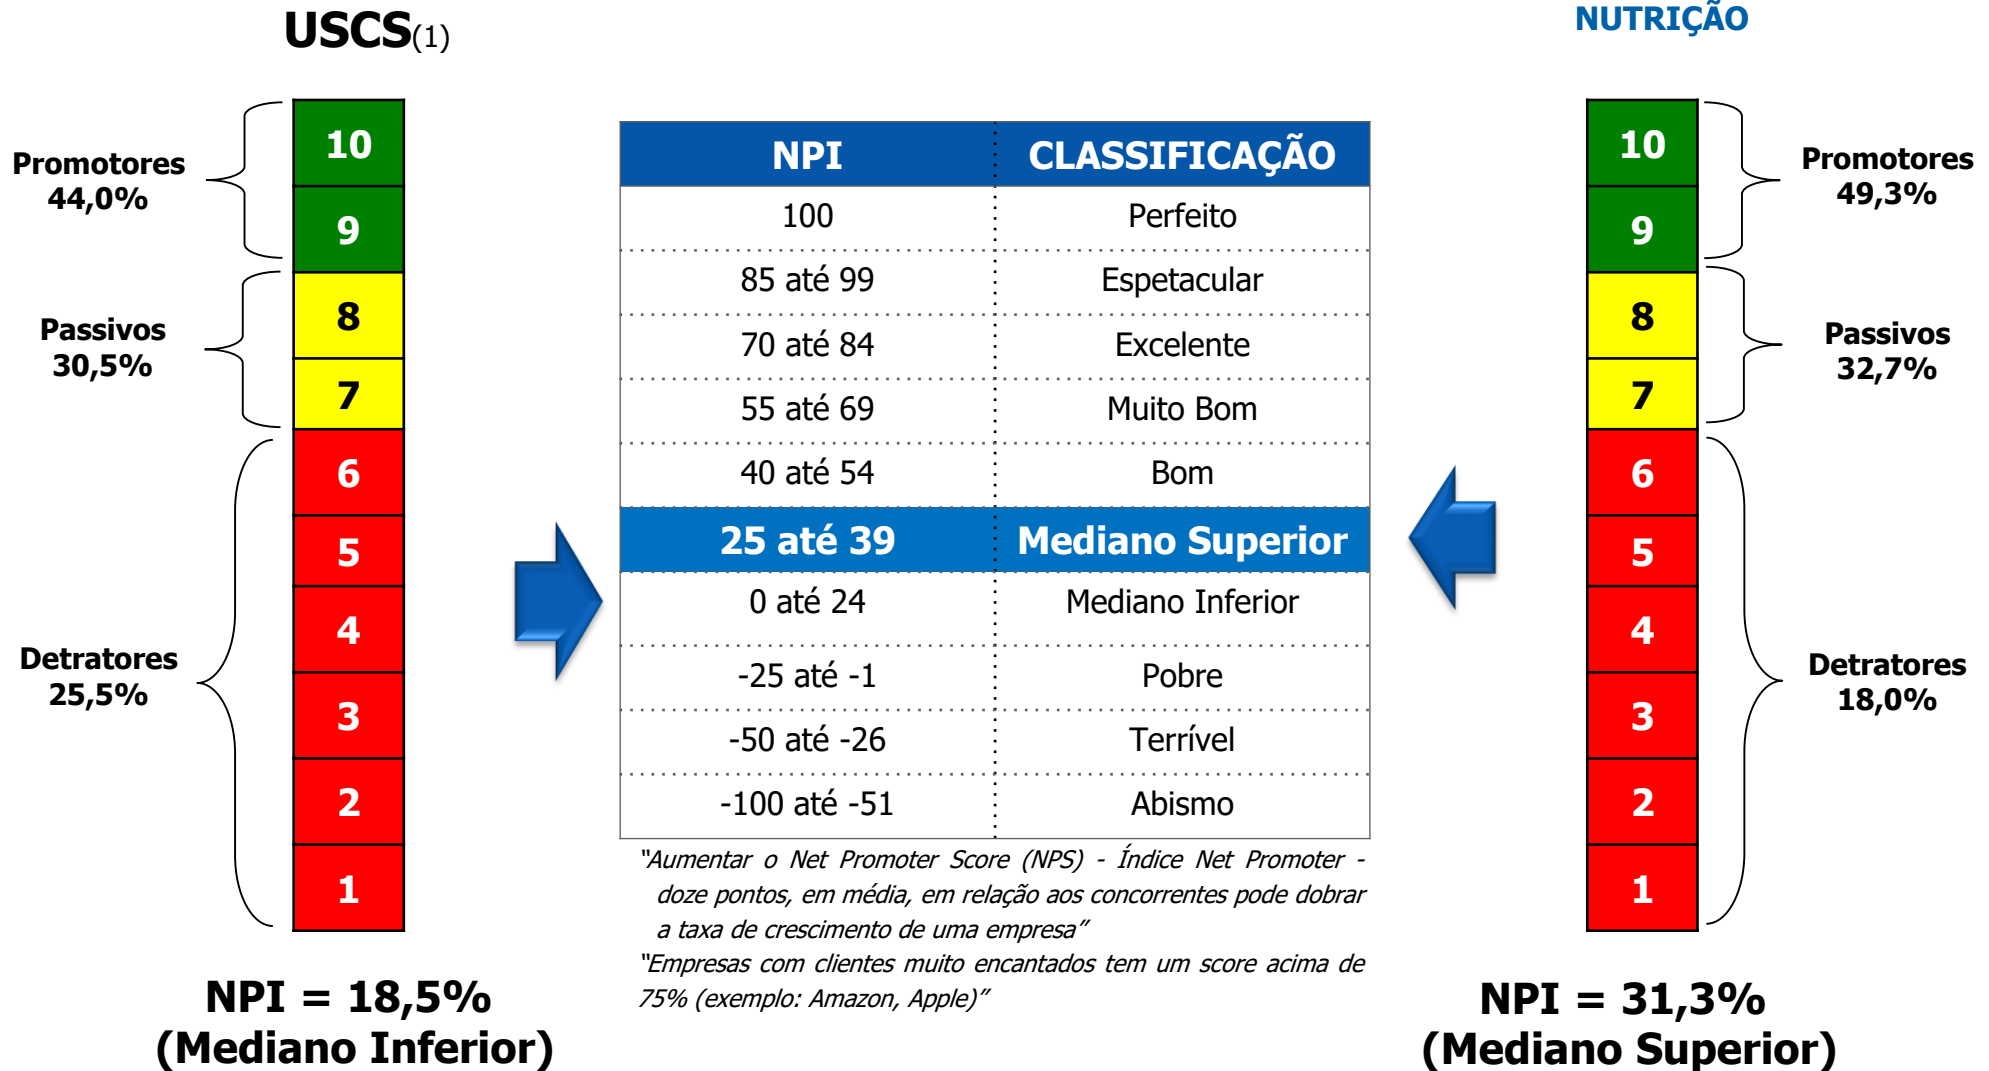 USCS(1)
10
9
8
7
6
5
4
3
2
1
Promotores
44,0%
Passivos
30,5%
Detratores
25,5%
NPI = 18,5%
(Mediano Inferior)
NPI CLASSIFICAÇÃO
100 Perfeito
85 até 99 Espetacular
70 até 84 Excelente
55 até 69 Muito Bom
40 até 54 Bom
25 até 39 Mediano Superior
0 até 24 Mediano Inferior
-25 até -1 Pobre
-50 até -26 Terrível
-100 até -51 Abismo
“Aumentar o Net Promoter Score (NPS) - Índice Net Promoter -
doze pontos, em média, em relação aos concorrentes pode dobrar
a taxa de crescimento de uma empresa”
“Empresas com clientes muito encantados tem um score acima de
75% (exemplo: Amazon, Apple)”
NUTRIÇÃO
10
9
8
7
6
5
4
3
2
1
Promotores
49,3%
Passivos
32,7%
Detratores
18,0%
NPI = 31,3%
(Mediano Superior)